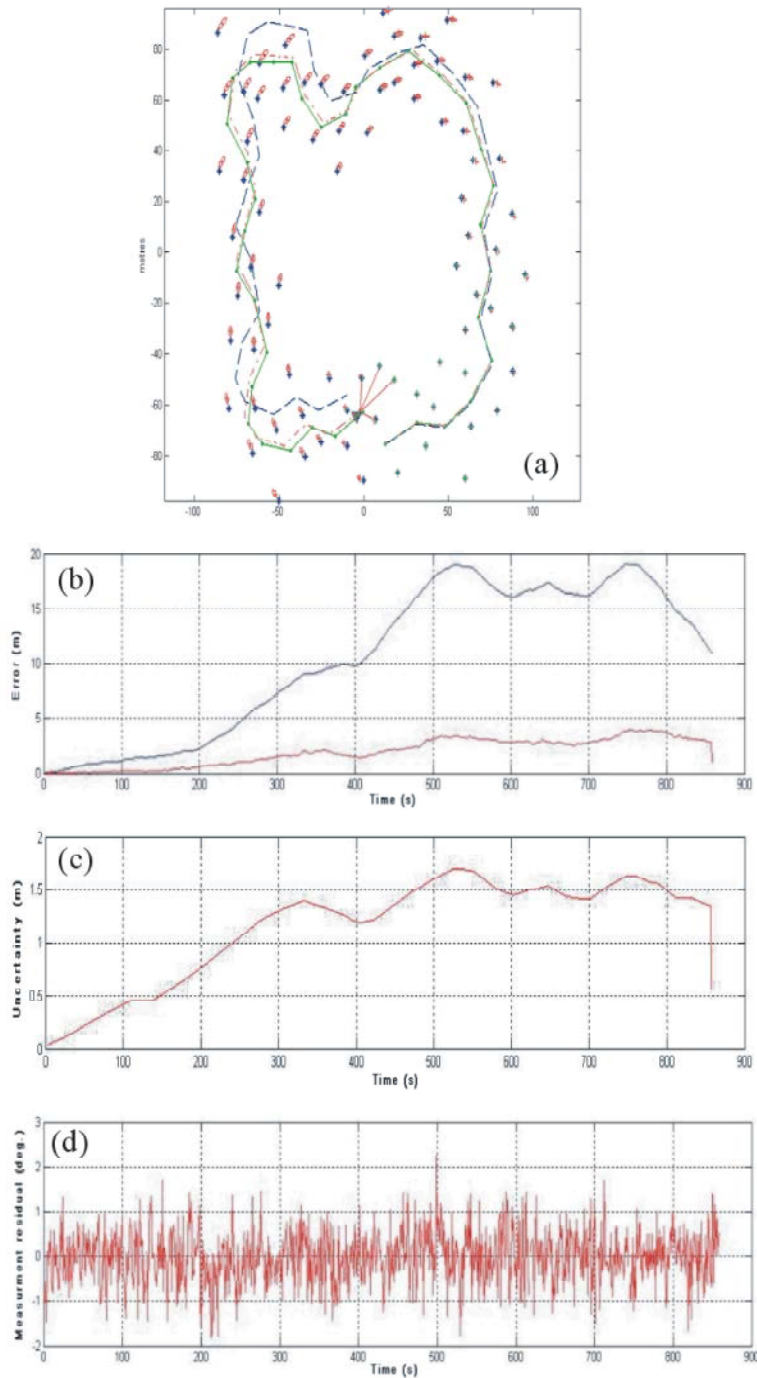 80
60
40
20
0
-20
-40
-60
-80
metres
-100 -50 0 50 100
(a)
(b)
20
15
10
5
0
Error (m)
0 100 200 300 400 500 600 700 800 900
Time (s)
(c)
2
1.5
1
0.5
0
Uncertainty (m)
0 100 200 300 400 500 600 700 800 900
Time (s)
(d)
3
2
1
0
-1
-2
Measurment residual (deg.)
0 100 200 300 400 500 600 700 800 900
Time (s)